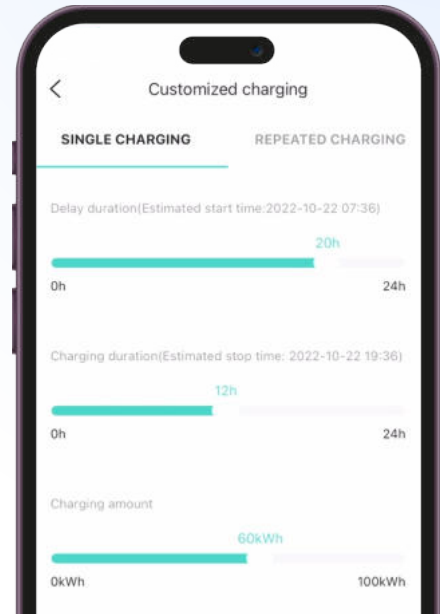 Customized charging
SINGLE CHARGING REPEATED CHARGING
Delay duration(Estimated start time:2022-10-22 07:36)
20h
0h 24h
Charging duration(Estimated stop time: 2022-10-22 19:36)
12h
0h 24h
Charging amount
60kWh
0kWh 100kWh